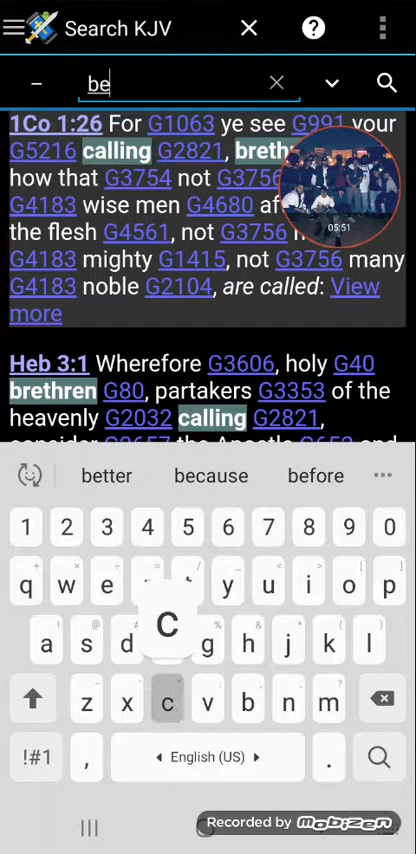 Search KJV ?
− be
1Co 1:26 For G1063 ye see G991 your
G5216 calling G2821,
how that G3754 not G3756
G4183 wise men G4680
the flesh G4561, not G3756
G4183 mighty G1415, not G3756 many
G4183 noble G2104, are called: View
more
05:51
Heb 3:1 Wherefore G3606, holy G40
brethren G80, partakers G3353 of the
heavenly G2032 calling G2821,
better because before
1 2 3 4 5 6 7 8 9 0
q w e y u i o p
a s d g h j k l
C
z x c v b n m
!#1 , English (US) .
Recorded by mobizen